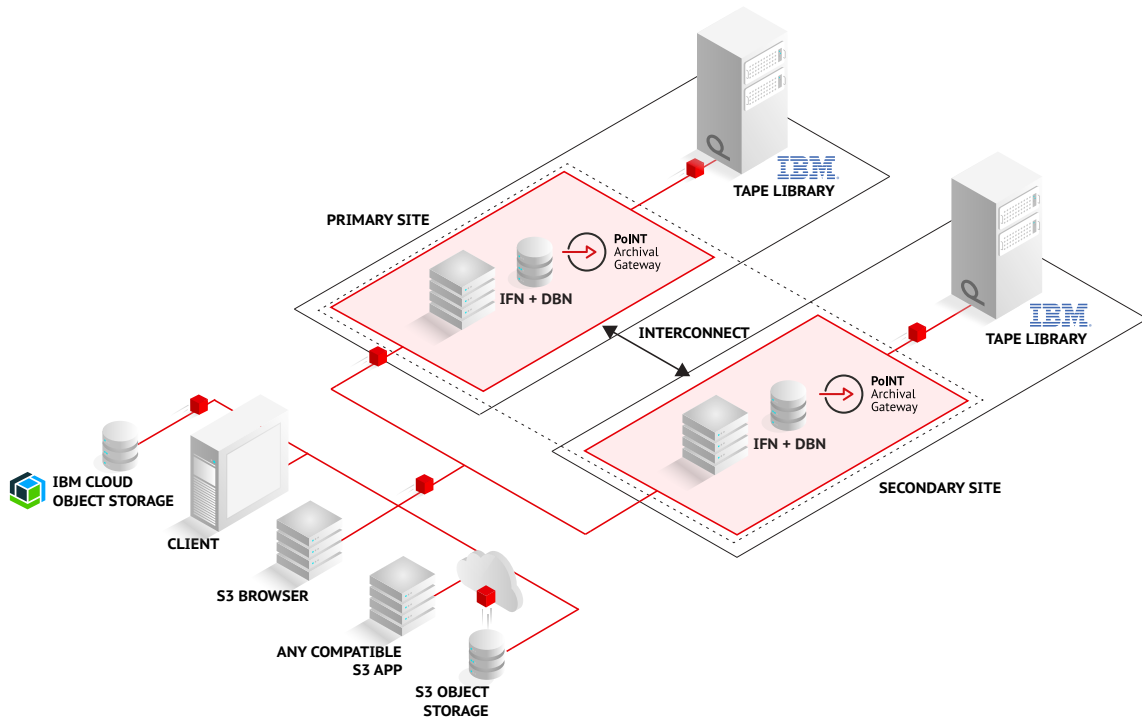 IBM
TAPE LIBRARY
PRIMARY SITE
PoINT
Archival
Gateway
IFN + DBN
IBM
TAPE LIBRARY
INTERCONNECT
PoINT
Archival
Gateway
IFN + DBN
SECONDARY SITE
IBM CLOUD
OBJECT STORAGE
CLIENT
S3 BROWSER
ANY COMPATIBLE
S3 APP
S3 OBJECT
STORAGE